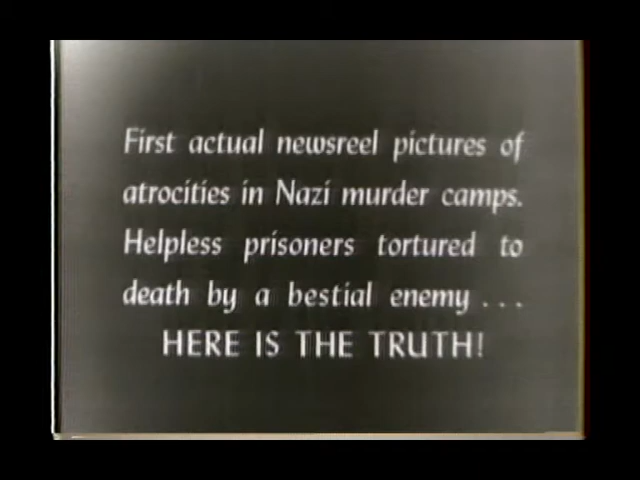 First actual newsreel pictures of
atrocities in Nazi murder camps.
Helpless prisoners tortured to
death by a bestial enemy . . .
HERE IS THE TRUTH!